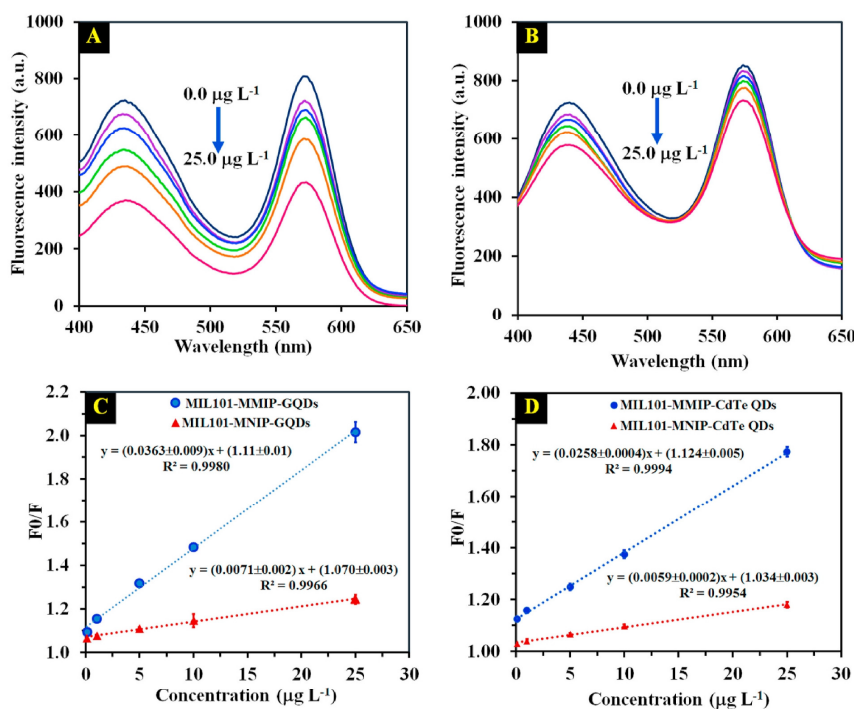 A
0.0 µg L-1
25.0 µg L-1
Fluorescence intensity (a.u.)
1000
800
600
400
200
0
400
450
500
550
600
650
Wavelength (nm)
B
0.0 µg L-1
25.0 µg L-1
Fluorescence intensity (a.u.)
1000
800
600
400
200
0
400
450
500
550
600
650
Wavelength (nm)
C
MIL101-MMIP-GQDs
MIL101-MNIP-GQDs
y = (0.0363±0.009)x + (1.11±0.01)
R² = 0.9980
y = (0.0071±0.002)x + (1.070±0.003)
R² = 0.9966
F0/F
2.2
2.0
1.8
1.6
1.4
1.2
1.0
0
5
10
15
20
25
30
Concentration (µg L-1)
D
MIL101-MMIP-CdTe QDs
MIL101-MNIP-CdTe QDs
y = (0.0258±0.0004)x + (1.124±0.005)
R² = 0.9994
y = (0.0059±0.0002)x + (1.034±0.003)
R² = 0.9954
F0/F
2.00
1.80
1.60
1.40
1.20
1.00
0
5
10
15
20
25
30
Concentration (µg L-1)